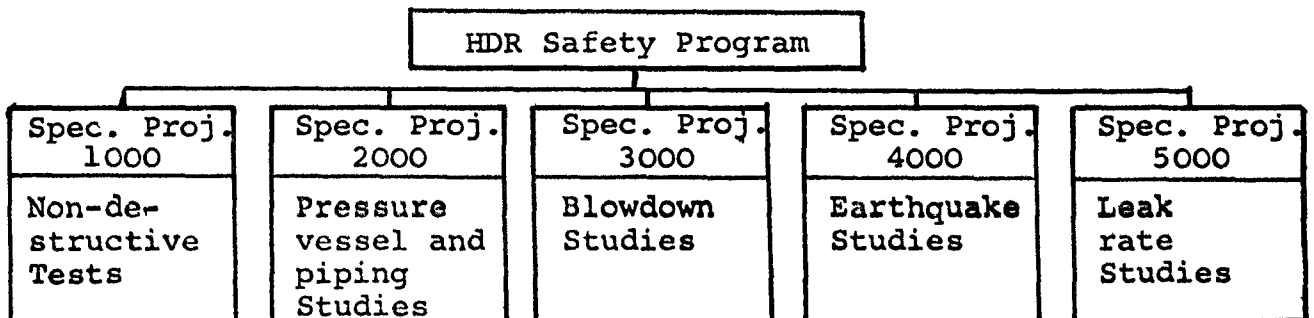 HDR Safety Program
Spec. Proj.
1000
Non-de-
structive
Tests
Spec. Proj.
2000
Pressure
vessel and
piping
Studies
Spec. Proj.
3000
Blowdown
Studies
Spec. Proj.
4000
Earthquake
Studies
Spec. Proj.
5000
Leak
rate
Studies